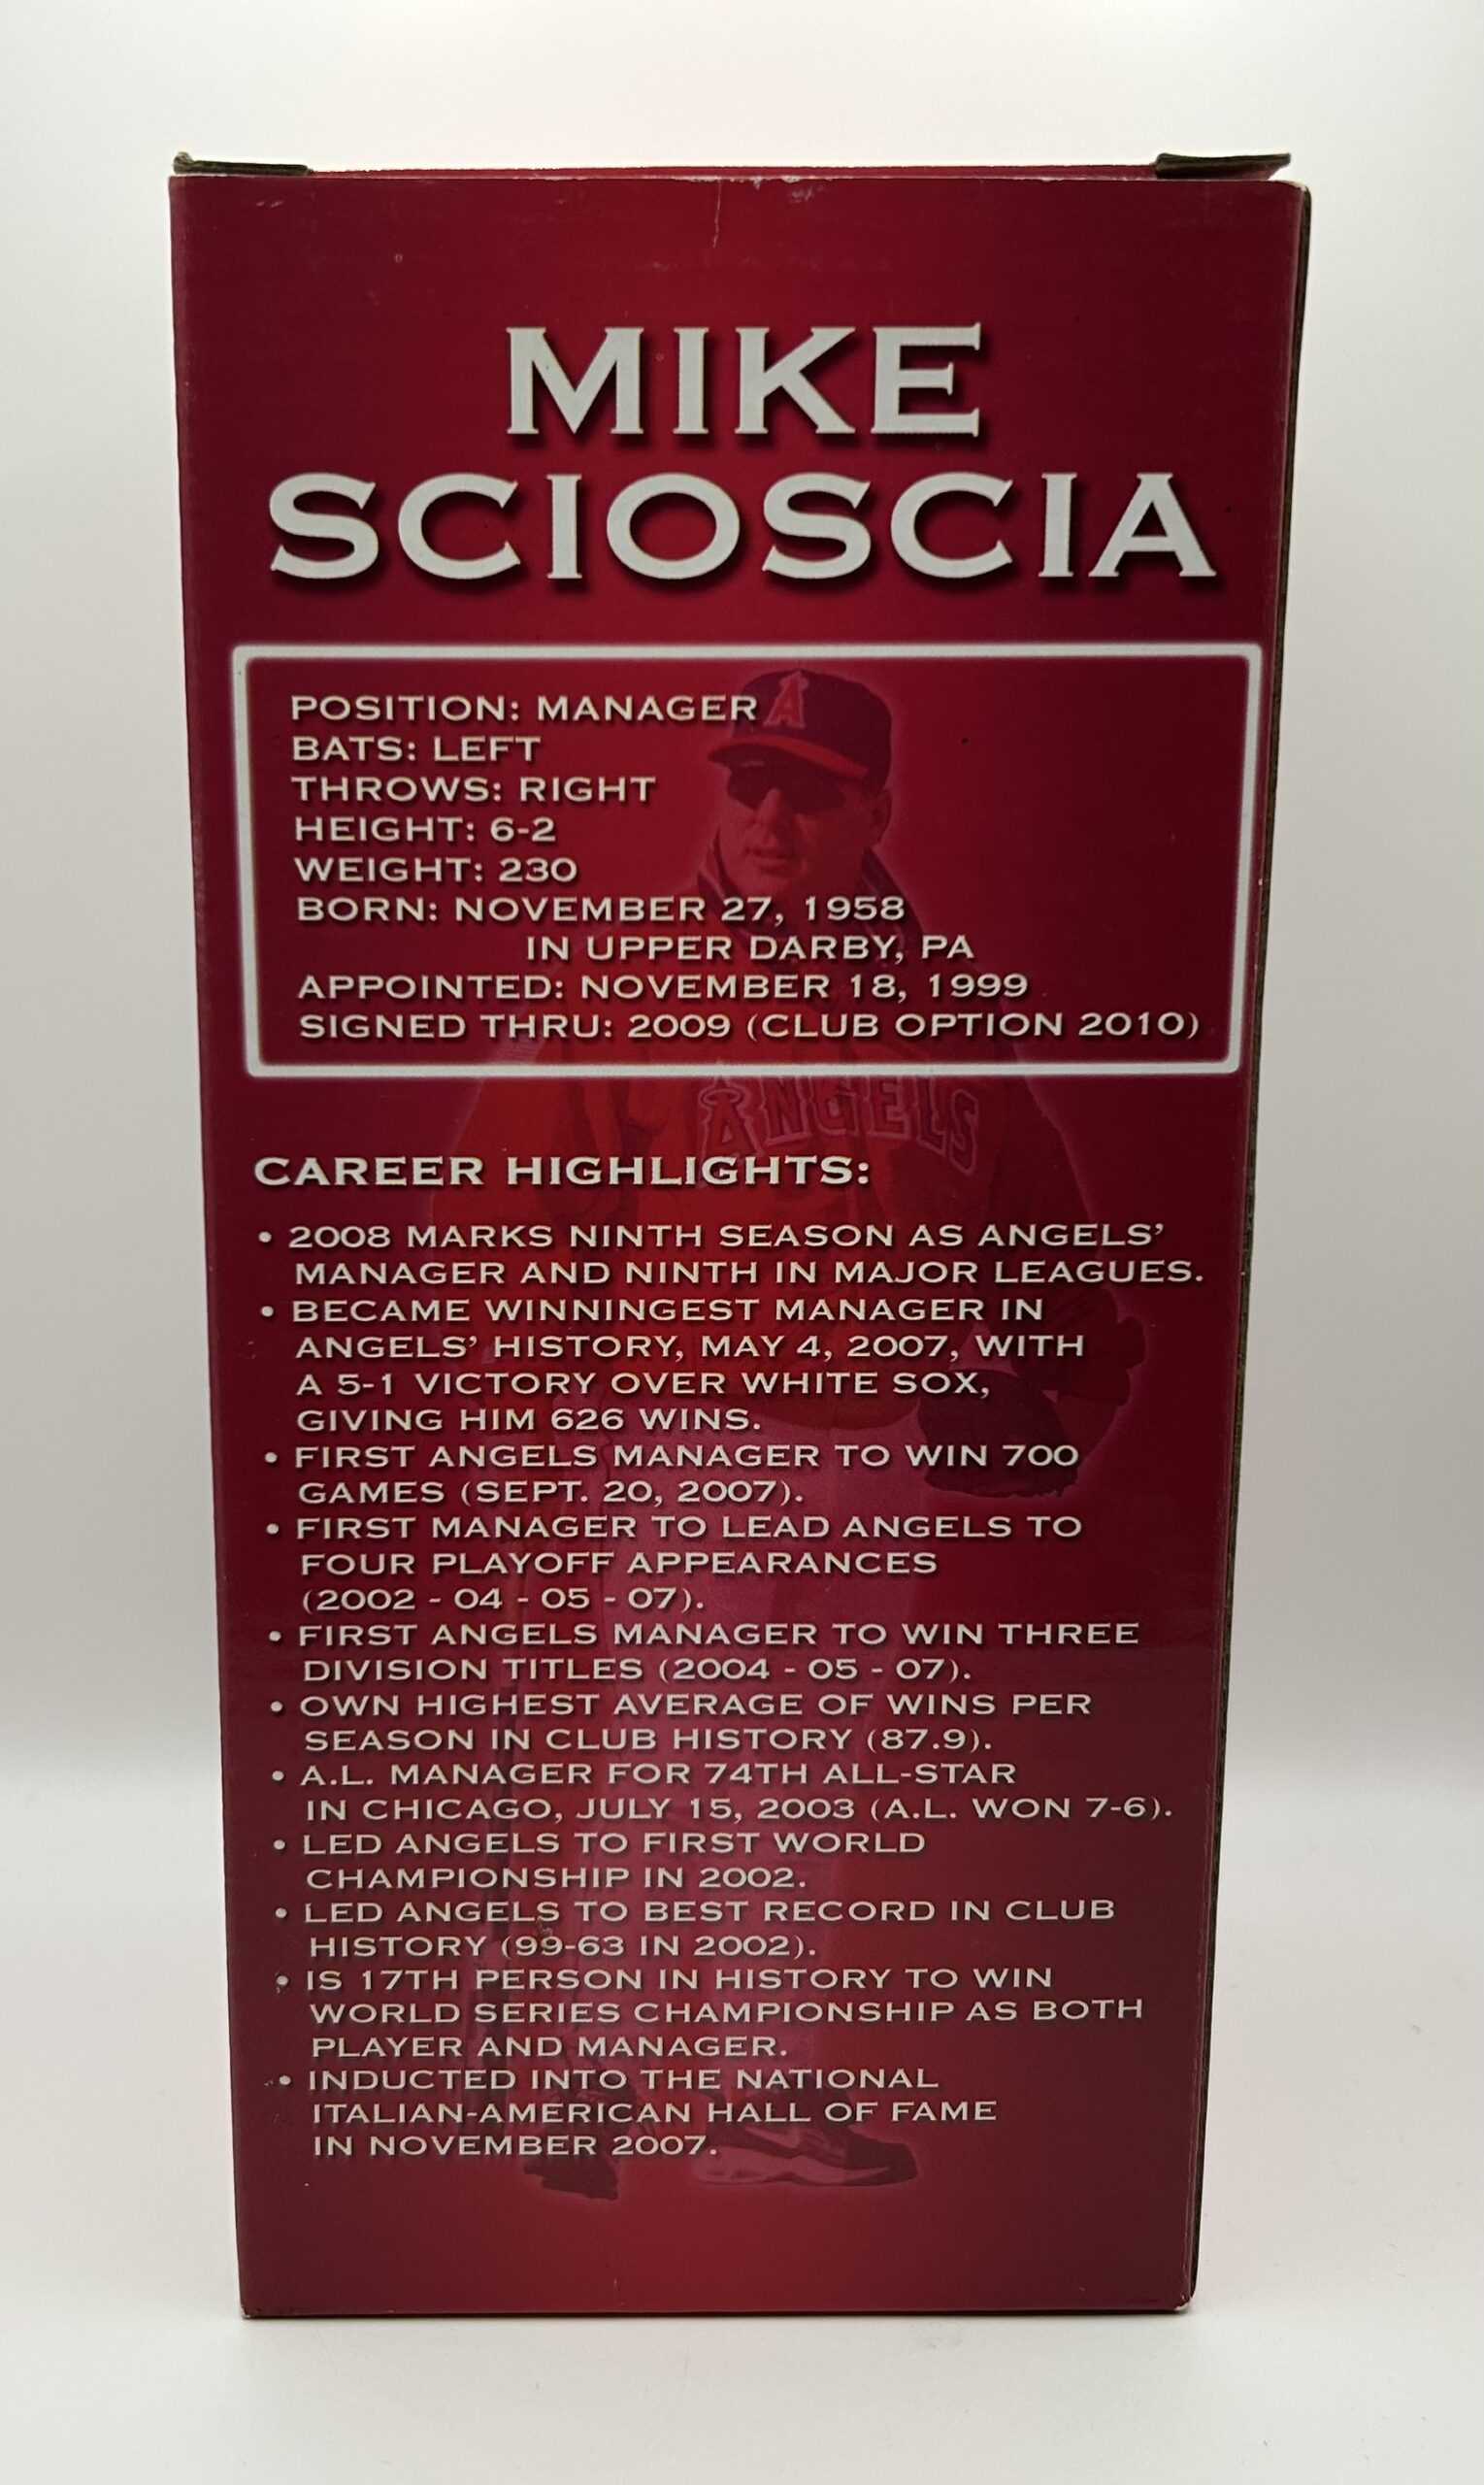 MIKE
SCIOSCIA
POSITION: MANAGER
BATS: LEFT
THROWS: RIGHT
HEIGHT: 6-2
WEIGHT: 230
BORN: NOVEMBER 27, 1958
IN UPPER DARBY, PA
APPOINTED: NOVEMBER 18, 1999
SIGNED THRU: 2009 (CLUB OPTION 2010)
A
ANGELS
CAREER HIGHLIGHTS:
• 2008 MARKS NINTH SEASON AS ANGELS'
MANAGER AND NINTH IN MAJOR LEAGUES.
• BECAME WINNINGEST MANAGER IN
ANGELS' HISTORY, MAY 4, 2007, WITH
A 5-1 VICTORY OVER WHITE SOX,
GIVING HIM 626 WINS.
• FIRST ANGELS MANAGER TO WIN 700
GAMES (SEPT. 20, 2007).
• FIRST MANAGER TO LEAD ANGELS TO
FOUR PLAYOFF APPEARANCES
(2002 - 04 - 05 - 07).
• FIRST ANGELS MANAGER TO WIN THREE
DIVISION TITLES (2004 - 05 - 07).
• OWN HIGHEST AVERAGE OF WINS PER
SEASON IN CLUB HISTORY (87.9).
• A.L. MANAGER FOR 74TH ALL-STAR
IN CHICAGO, JULY 15, 2003 (A.L. WON 7-6).
• LED ANGELS TO FIRST WORLD
CHAMPIONSHIP IN 2002.
• LED ANGELS TO BEST RECORD IN CLUB
HISTORY (99-63 IN 2002).
• IS 17TH PERSON IN HISTORY TO WIN
WORLD SERIES CHAMPIONSHIP AS BOTH
PLAYER AND MANAGER.
• INDUCTED INTO THE NATIONAL
ITALIAN-AMERICAN HALL OF FAME
IN NOVEMBER 2007.